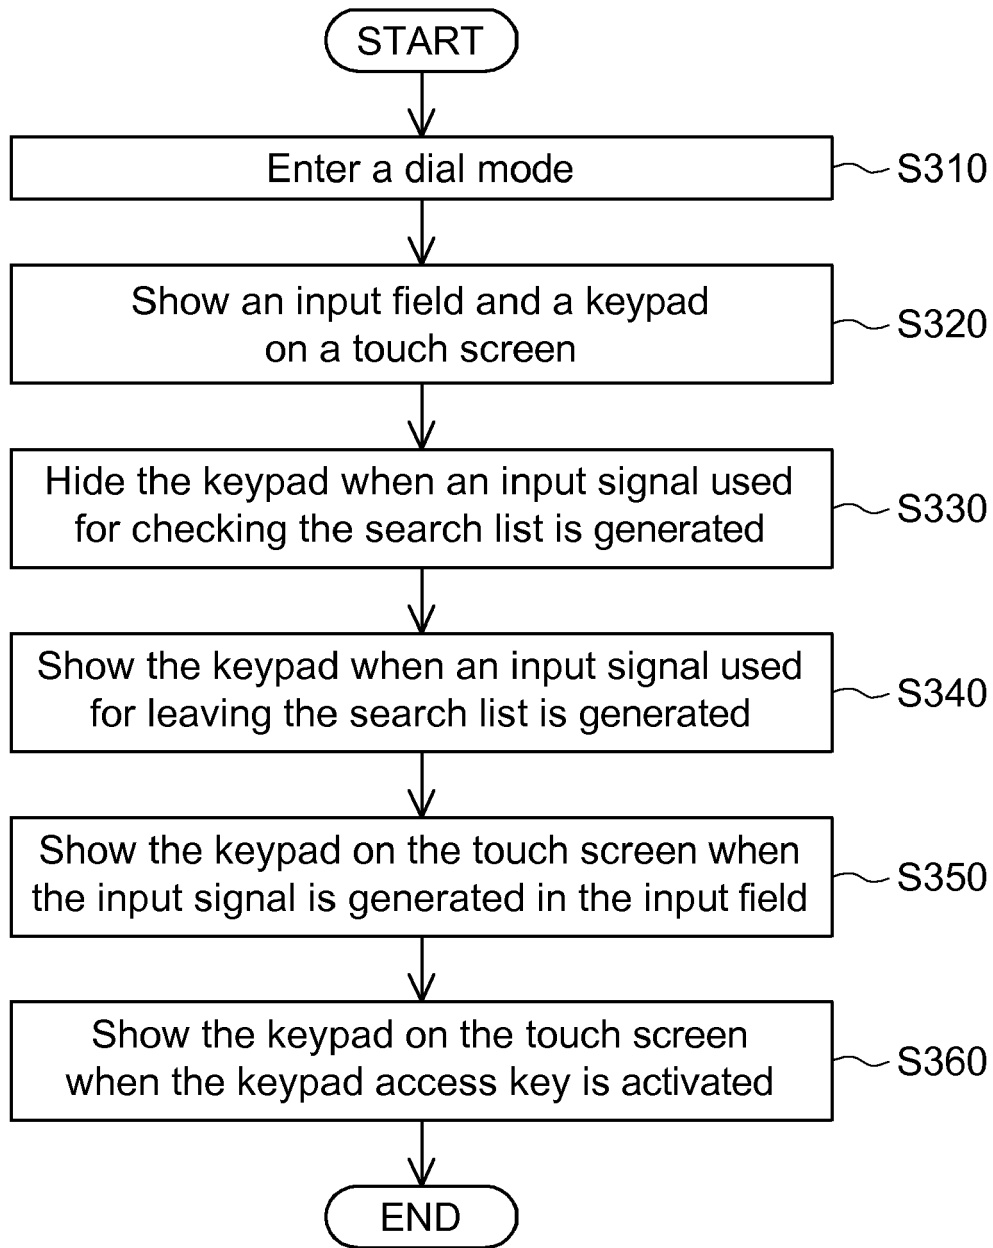 START
Enter a dial mode
S310
Show an input field and a keypad
on a touch screen
S320
Hide the keypad when an input signal used
for checking the search list is generated
S330
Show the keypad when an input signal used
for leaving the search list is generated
S340
Show the keypad on the touch screen when
the input signal is generated in the input field
S350
Show the keypad on the touch screen
when the keypad access key is activated
S360
END